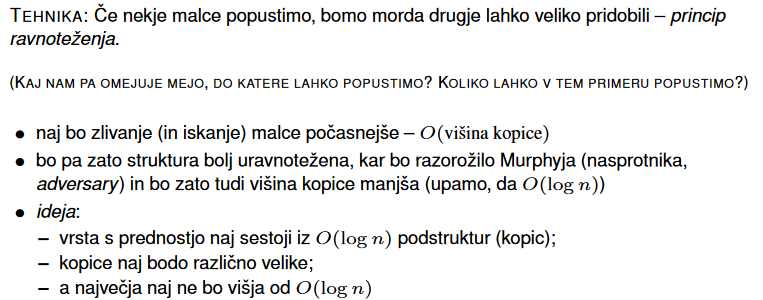 TEHNIKA: Če nekje malce popustimo, bomo morda drugje lahko veliko pridobili – princip
ravnoteženja.
(KAJ NAM PA OMEJUJE MEJO, DO KATERE LAHKO POPUSTIMO? KOLIKO LAHKO V TEM PRIMERU POPUSTIMO?)
• naj bo zlivanje (in iskanje) malce počasnejše – O(višina kopice)
• bo pa zato struktura bolj uravnotežena, kar bo razorožilo Murphyja (nasprotnika,
adversary) in bo zato tudi višina kopice manjša (upamo, da O(log n))
• ideja:
– vrsta s prednostjo naj sestoji iz O(log n) podstruktur (kopic);
– kopice naj bodo različno velike;
– a največja naj ne bo višja od O(log n)